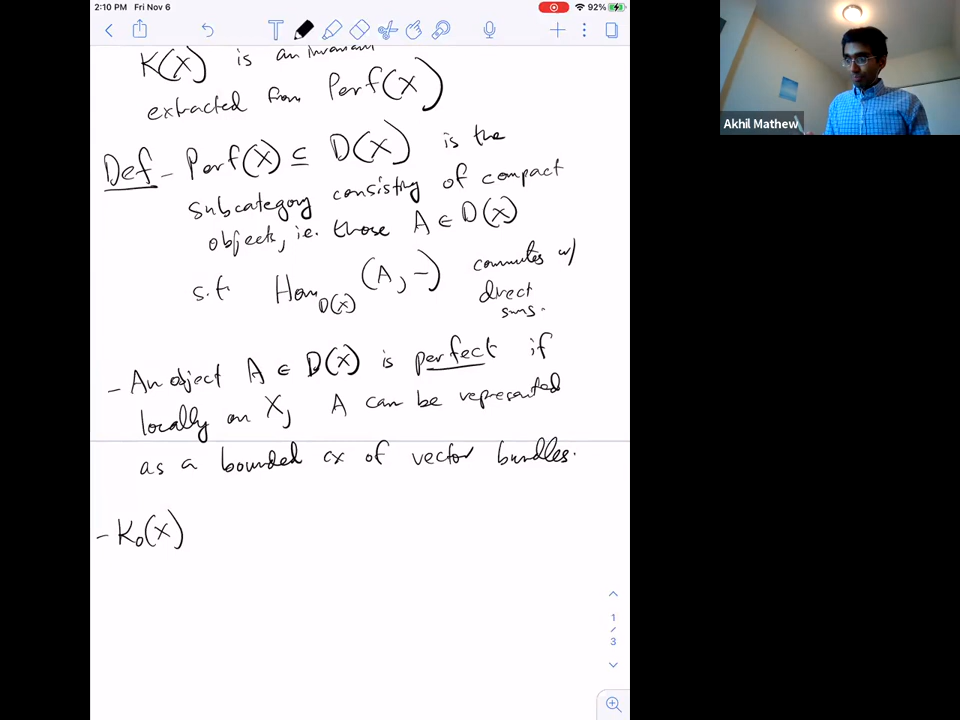 2:10 PM Fri Nov 6
92%
K(X) is an invariant
extracted from Perf(X)
Def - Perf(X) ⊆ D(X) is the
subcategory consisting of compact
objects, i.e. those A ∈ D(X)
s.t. Hom_{D(X)} (A, -) commutes w/
direct
sums.
- An object A ∈ D(X) is perfect if
locally on X, A can be represented
as a bounded cx of vector bundles.
- K₀(X)
1
/
3
Akhil Mathew